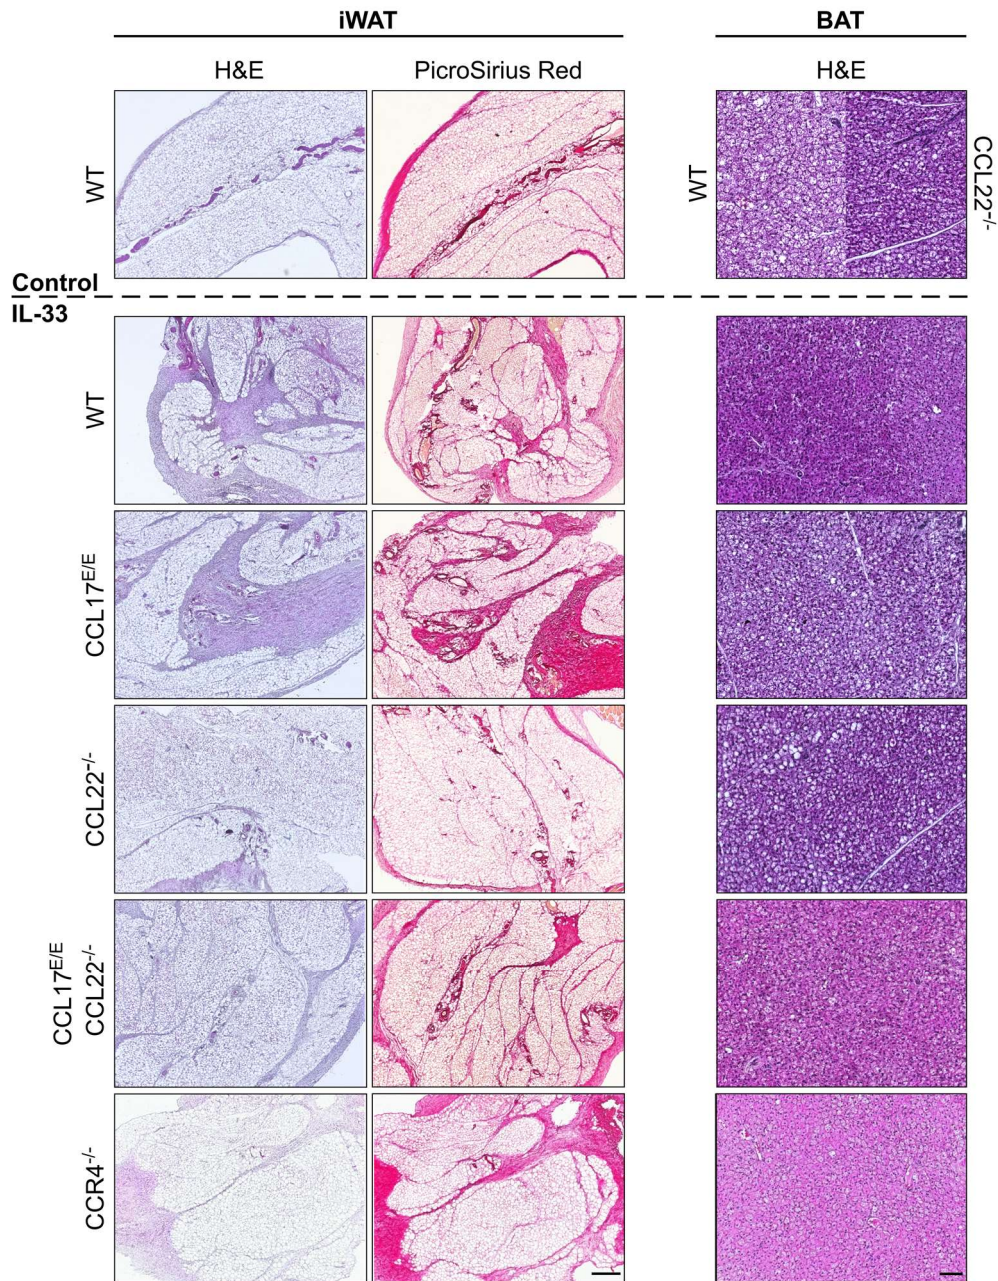 iWAT
BAT
H&E
PicroSirius Red
H&E
WT
WT
CCL22-/-
Control
IL-33
WT
CCL17E/E
CCL22-/-
CCL17E/E
CCL22-/-
CCR4-/-